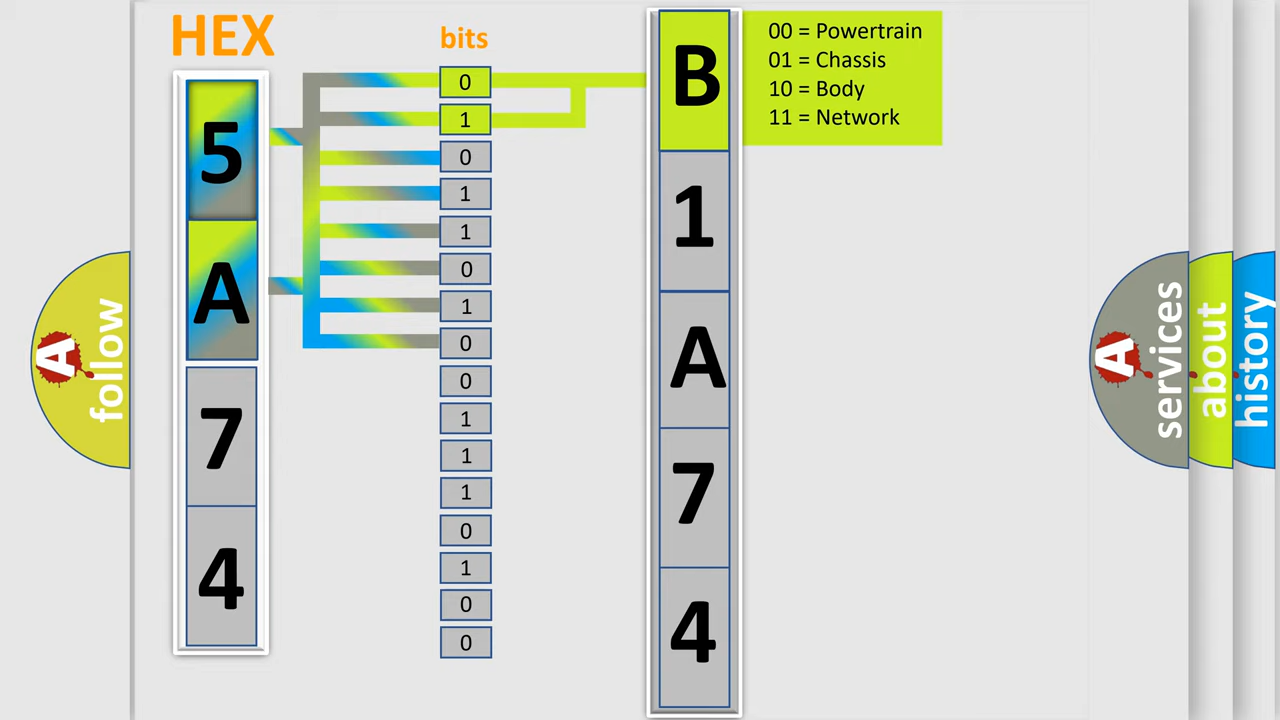 HEX
bits
5
A
7
4
0
1
0
1
1
0
1
0
0
1
1
1
0
1
0
0
B
1
A
7
4
00 = Powertrain
01 = Chassis
10 = Body
11 = Network
A
follow
A
services
about
history